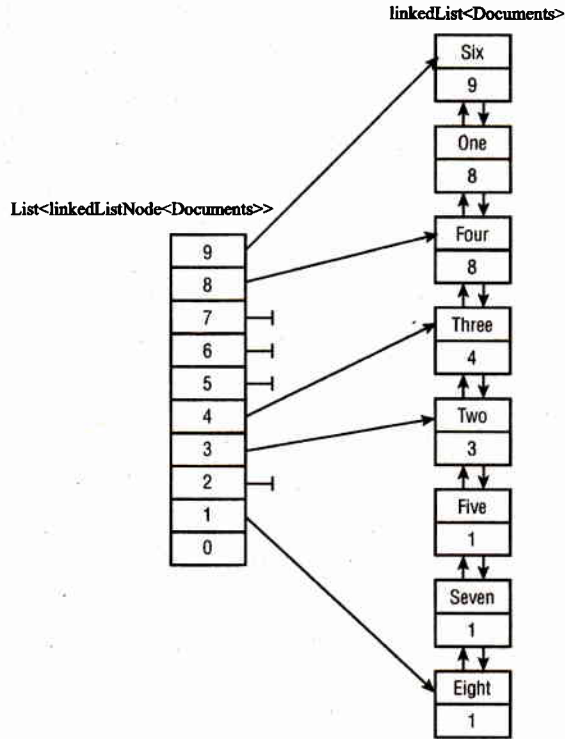 linkedList<Documents>
Six
9
One
8
List<linkedListNode<Documents>>
Four
8
9
8
7
6
5
4
3
2
1
0
Three
4
Two
3
Five
1
Seven
1
Eight
1